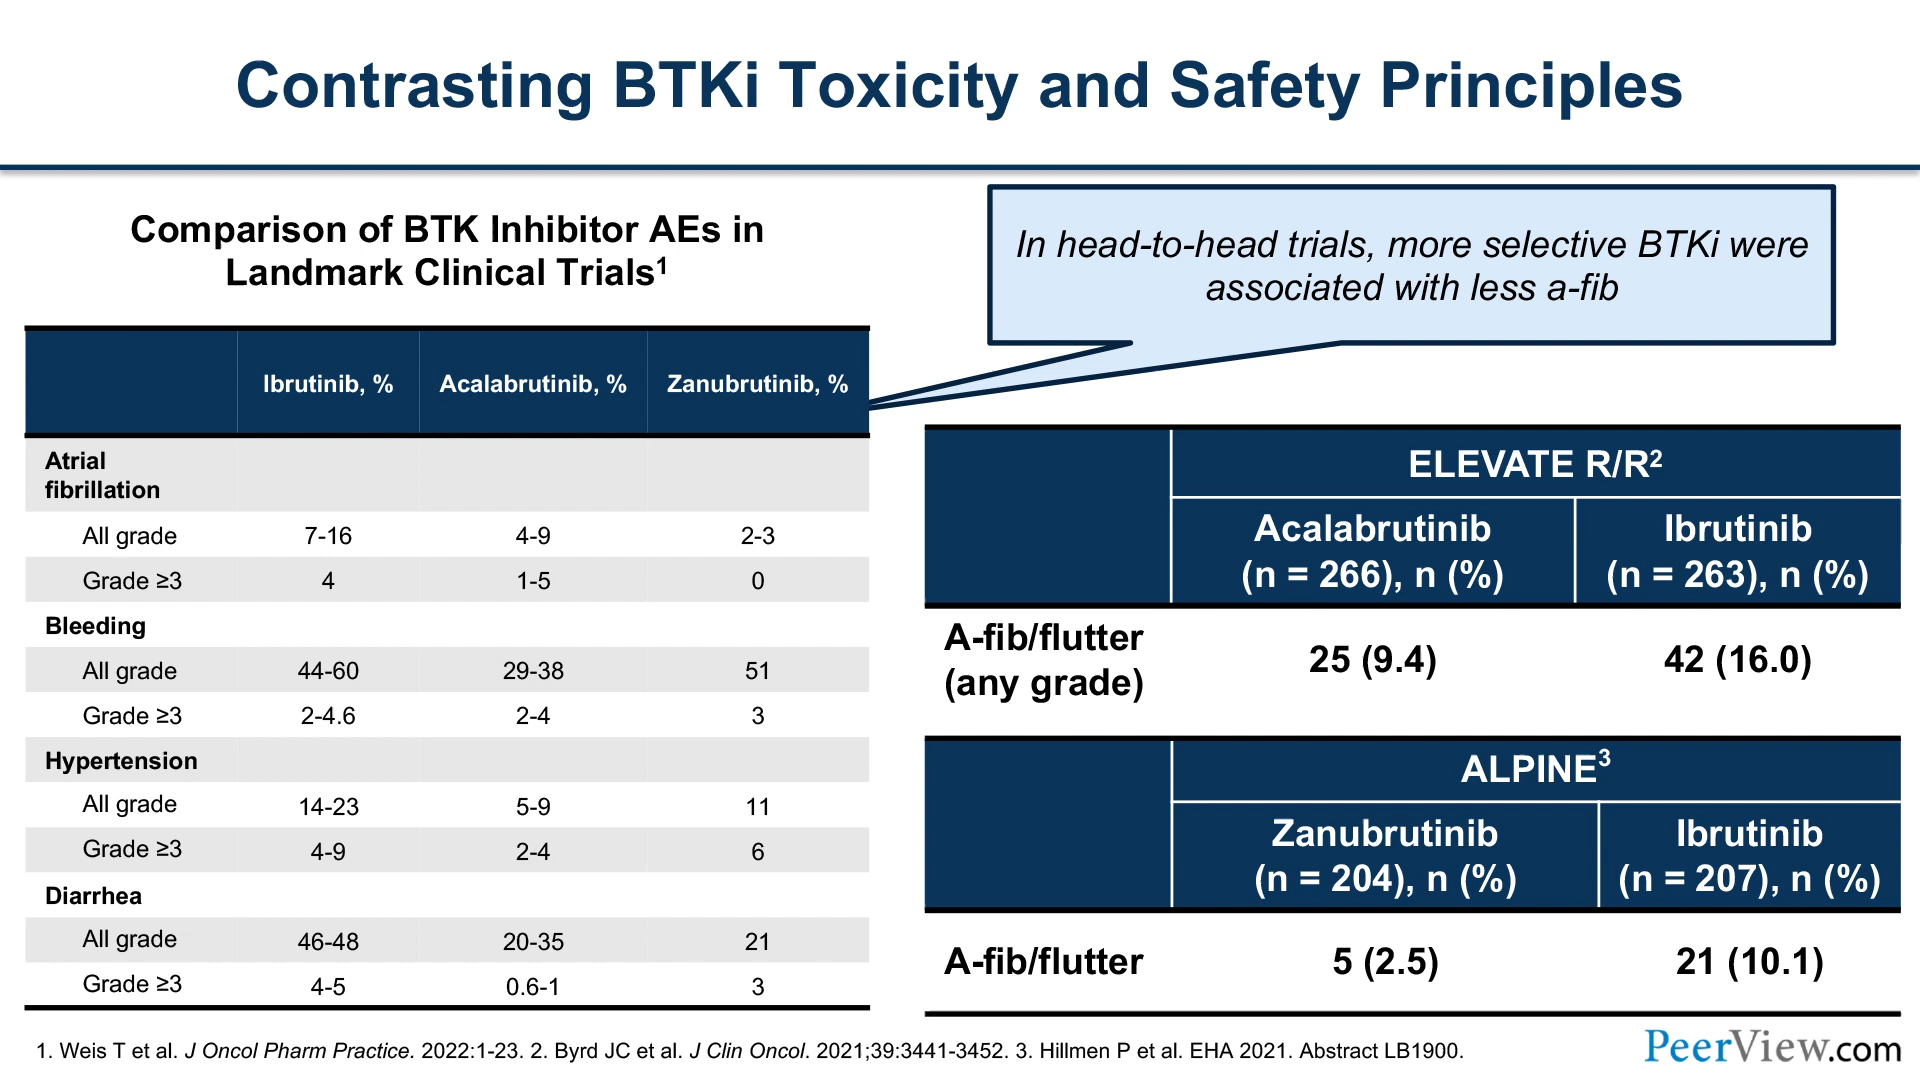 Contrasting BTKi Toxicity and Safety Principles
Comparison of BTK Inhibitor AEs in
Landmark Clinical Trials1
In head-to-head trials, more selective BTKi were
associated with less a-fib
Ibrutinib, % Acalabrutinib, % Zanubrutinib, %
Atrial
fibrillation
All grade 7-16 4-9 2-3
Grade ≥3 4 1-5 0
Bleeding
All grade 44-60 29-38 51
Grade ≥3 2-4.6 2-4 3
Hypertension
All grade 14-23 5-9 11
Grade ≥3 4-9 2-4 6
Diarrhea
All grade 46-48 20-35 21
Grade ≥3 4-5 0.6-1 3
ELEVATE R/R2
Acalabrutinib Ibrutinib
(n = 266), n (%) (n = 263), n (%)
A-fib/flutter
(any grade) 25 (9.4) 42 (16.0)
ALPINE3
Zanubrutinib Ibrutinib
(n = 204), n (%) (n = 207), n (%)
A-fib/flutter 5 (2.5) 21 (10.1)
1. Weis T et al. J Oncol Pharm Practice. 2022:1-23. 2. Byrd JC et al. J Clin Oncol. 2021;39:3441-3452. 3. Hillmen P et al. EHA 2021. Abstract LB1900.
PeerView.com